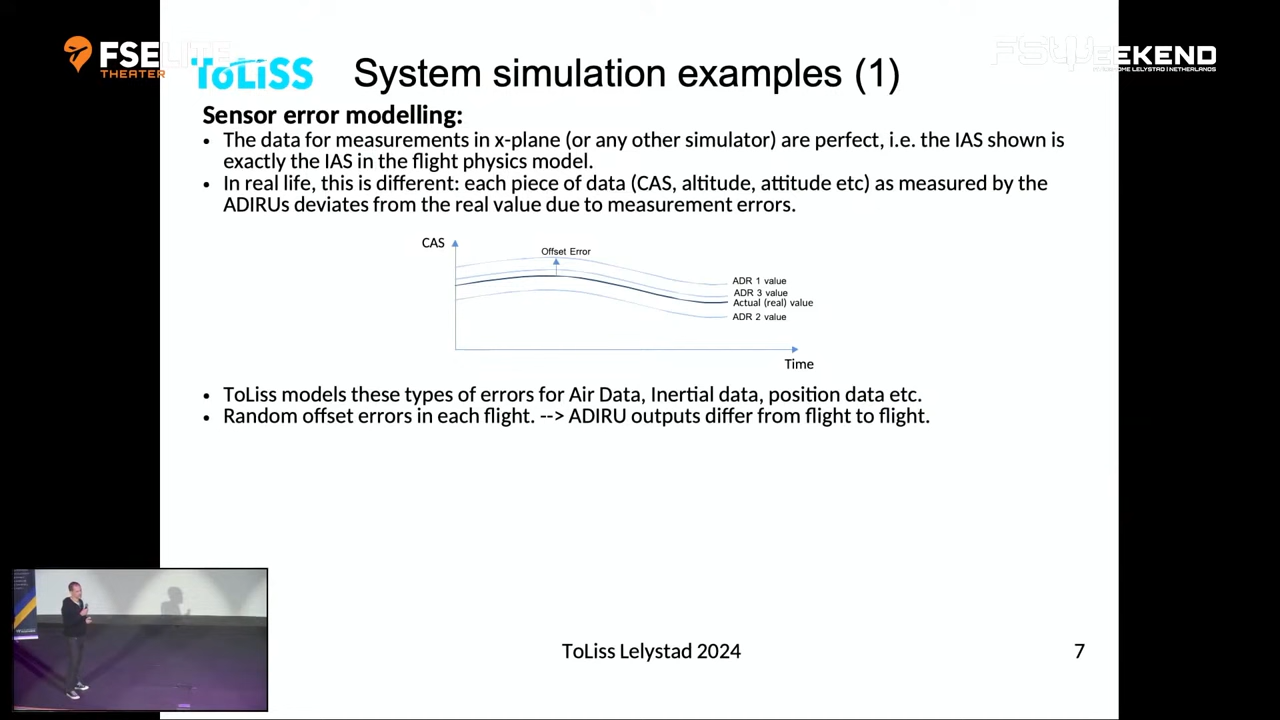 FSELITE
THEATER
FSWEEKEND
ToLiSS
System simulation examples (1)
Sensor error modelling:
• The data for measurements in x-plane (or any other simulator) are perfect, i.e. the IAS shown is
exactly the IAS in the flight physics model.
• In real life, this is different: each piece of data (CAS, altitude, attitude etc) as measured by the
ADIRUs deviates from the real value due to measurement errors.
CAS
Offset Error
ADR 1 value
ADR 3 value
Actual (real) value
ADR 2 value
Time
• ToLiss models these types of errors for Air Data, Inertial data, position data etc.
• Random offset errors in each flight. --> ADIRU outputs differ from flight to flight.
ToLiss Lelystad 2024
7